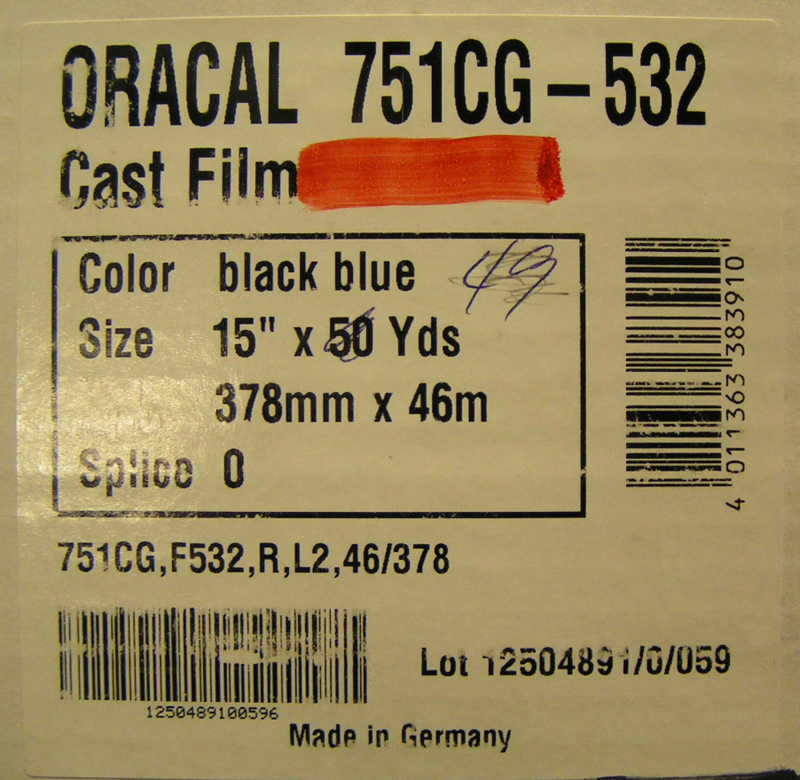 ORACAL 751CG-532
Cast Film
Color black blue 49
Size 15" x 50 Yds
378mm x 46m
Splice 0
4 011363 383910
751CG,F532,R,L2,46/378
1250489100596
Lot 12504891/0/059
Made in Germany